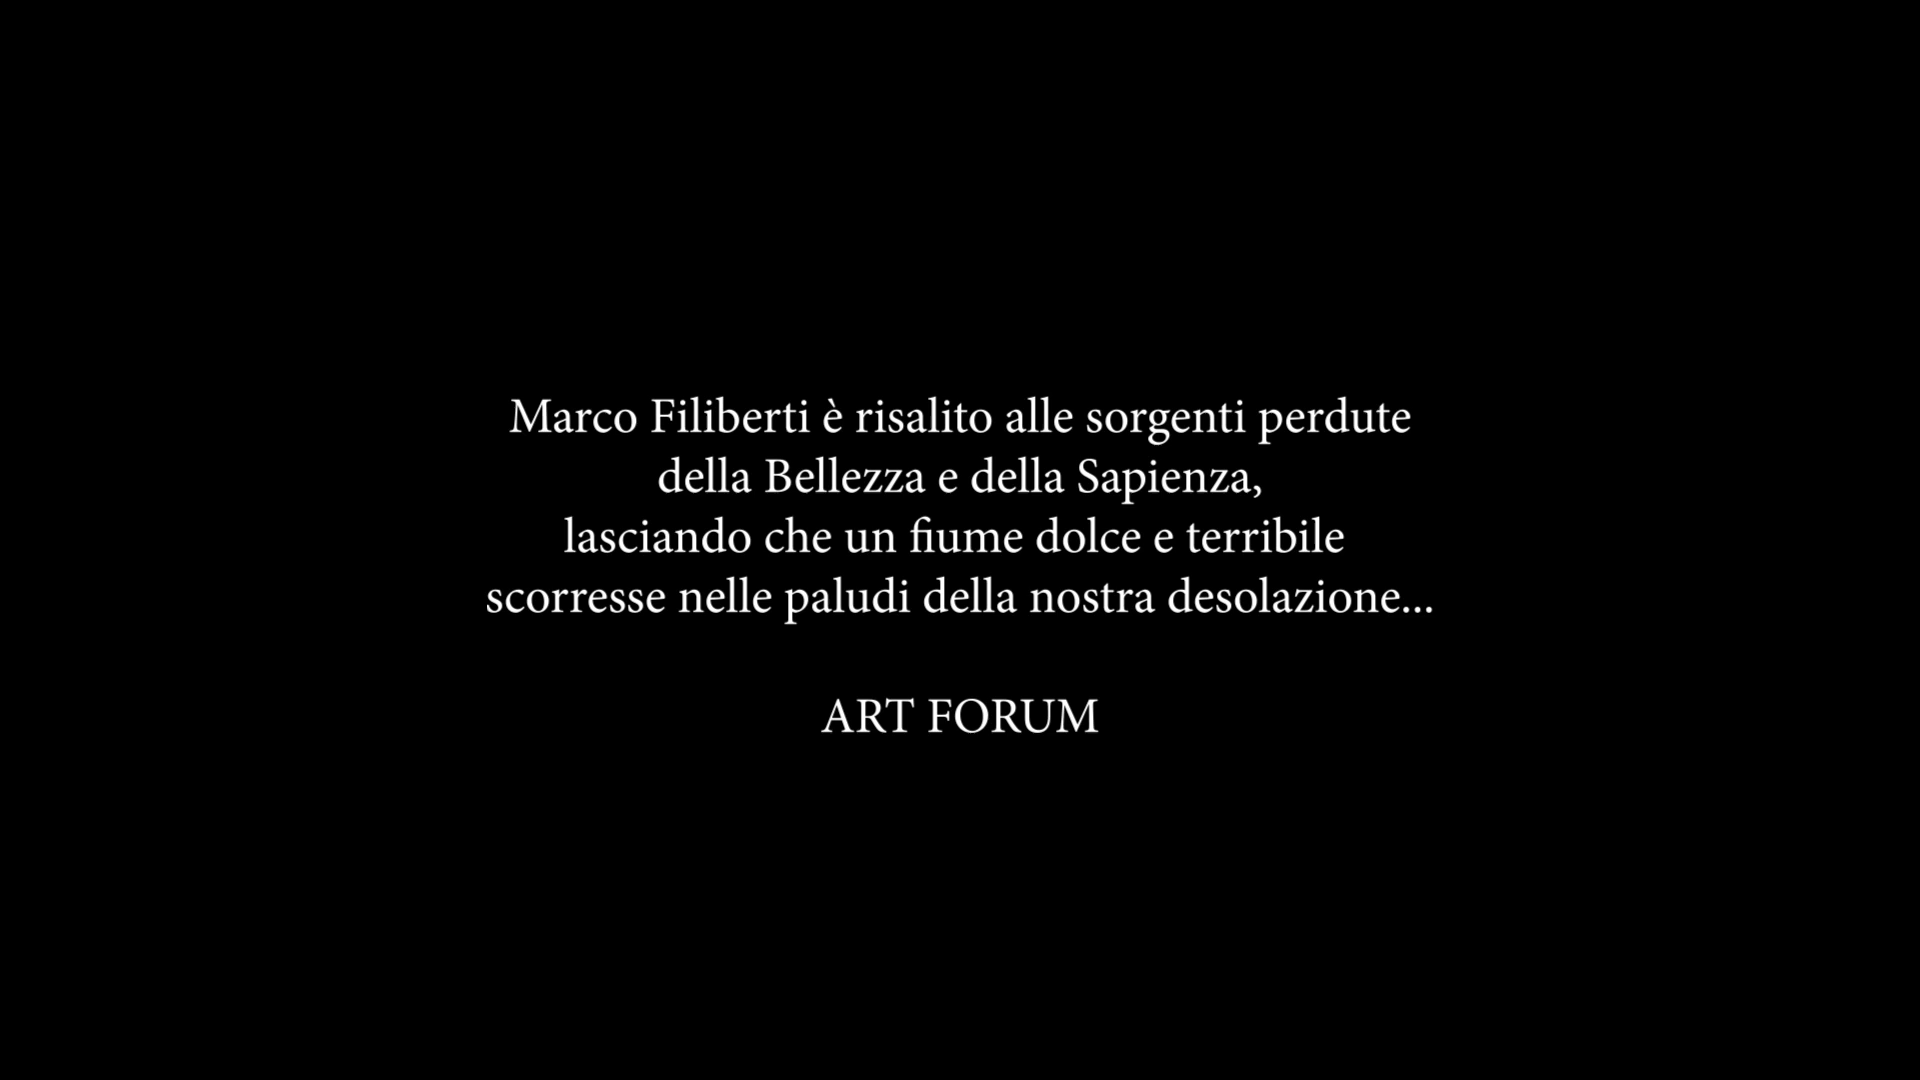 Marco Filiberti è risalito alle sorgenti perdute
della Bellezza e della Sapienza,
lasciando che un fiume dolce e terribile
scorresse nelle paludi della nostra desolazione...
ART FORUM